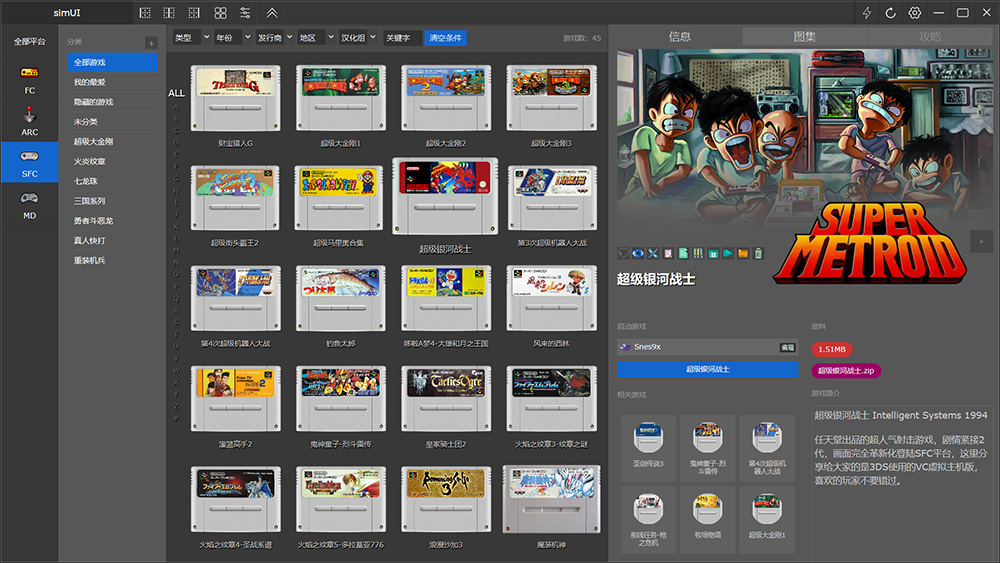 simUI
全部平台
FC
ARC
SFC
MD
分类
+
全部游戏
我的最爱
隐藏的游戏
未分类
超级大金刚
火炎纹章
七龙珠
三国系列
勇者斗恶龙
真人快打
重装机兵
类型 年份 发行商 地区 汉化组 关键字 清空条件 游戏数：45
ALL
A
B
C
D
E
F
G
H
I
J
K
L
M
N
O
P
Q
R
S
T
U
V
W
X
Y
Z
#
财宝猎人G 超级大金刚1 超级大金刚2 超级大金刚3
超级街头霸王2 超级马里奥合集 超级银河战士 第3次超级机器人大战
第4次超级机器人大战 钓鱼太郎 哆啦A梦4-大雄和月之王国 风来的西林
灌篮高手2 鬼神童子-烈斗雷传 皇家骑士团2 火焰之纹章3-纹之谜
火焰之纹章4-圣战系谱 火焰之纹章5-多拉基亚776 浪漫沙加3 魔装机神
信息 图集 攻略
SUPER
METROID
>
超级银河战士
启动游戏
Snes9x 编辑
超级银河战士
资料
1.51MB
超级银河战士.zip
相关游戏
圣剑传说3
鬼神童子-烈
斗雷传
第4次超级机
器人大战
前线任务-枪
之危机
牧场物语
超级大金刚1
游戏简介
超级银河战士 Intelligent Systems 1994
任天堂出品的超人气射击游戏，剧情紧接2
代，画面完全革新化登陆SFC平台，这里分
享给大家的是3DS使用的VC虚拟主机版，
喜欢的玩家不要错过。